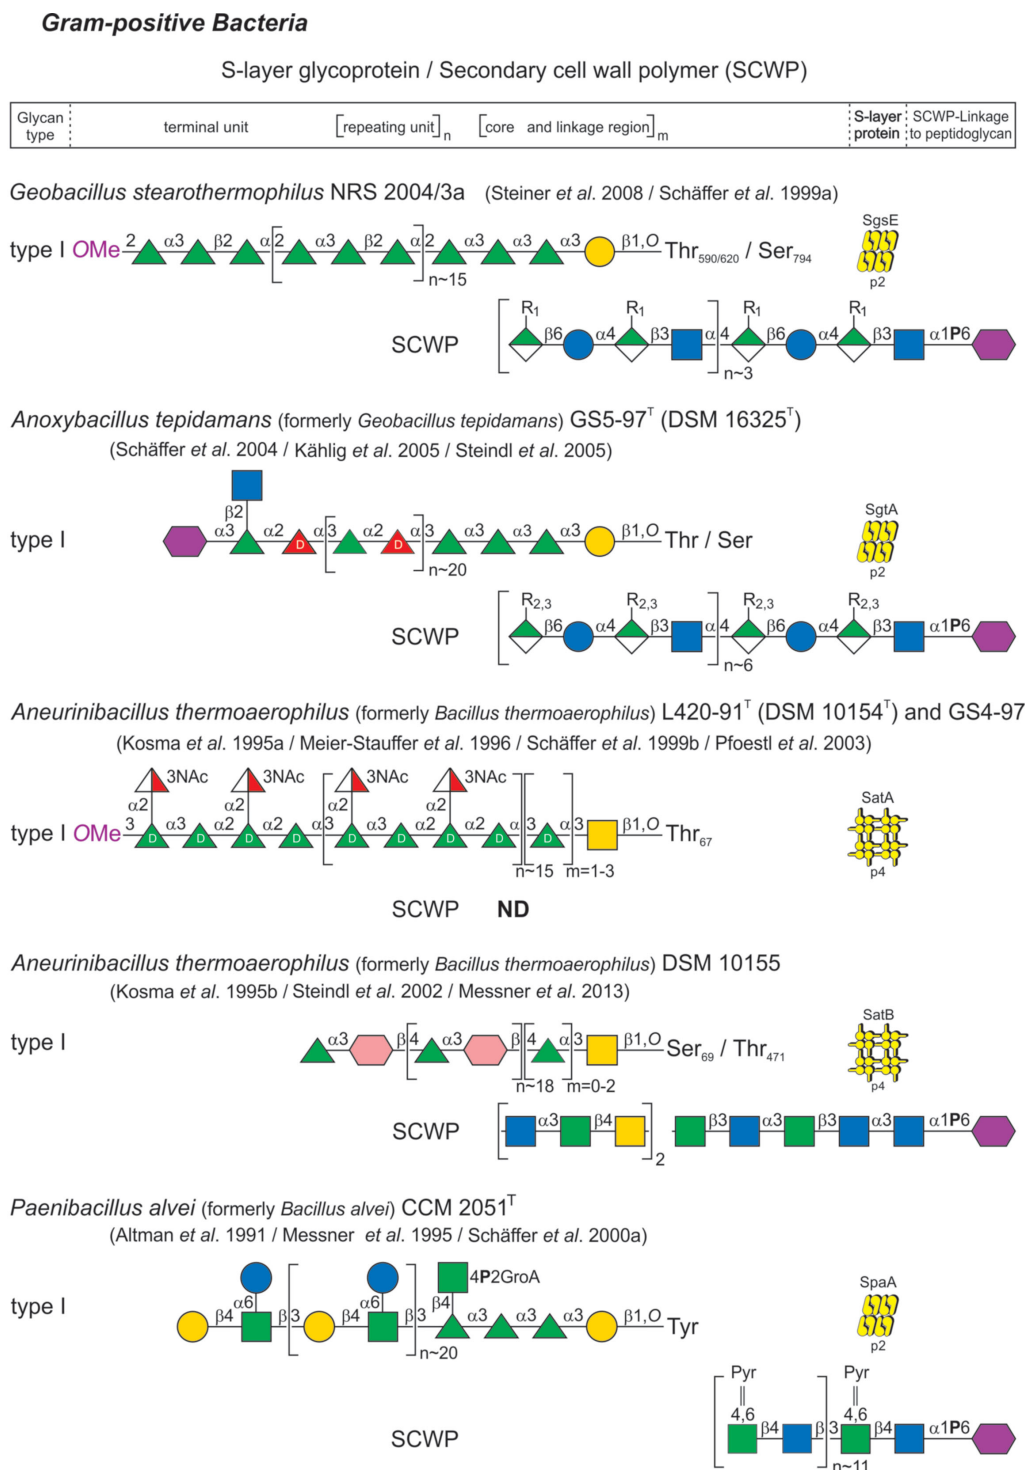 Gram-positive Bacteria
S-layer glycoprotein / Secondary cell wall polymer (SCWP)
Glycan type terminal unit [repeating unit]n [core and linkage region]m S-layer protein SCWP-Linkage to peptidoglycan
Geobacillus stearothermophilus NRS 2004/3a (Steiner et al. 2008 / Schäffer et al. 1999a)
SgsE
type I OMe 2 α3 β2 α [2 α3 β2 α] 2 α3 α3 α3 β1,O Thr590/620 / Ser794
n~15
p2
R1 R1 R1 R1
SCWP [β6 α4 β3 α] 4 β6 α4 β3 α1P6
n~3
Anoxybacillus tepidamans (formerly Geobacillus tepidamans) GS5-97T (DSM 16325T)
(Schäffer et al. 2004 / Kählig et al. 2005 / Steindl et al. 2005)
β2
SgtA
type I α3 α2 D α [3 α2 D α] 3 α3 α3 α3 β1,O Thr / Ser
n~20
p2
R2,3 R2,3 R2,3 R2,3
SCWP [β6 α4 β3 α] 4 β6 α4 β3 α1P6
n~6
Aneurinibacillus thermoaerophilus (formerly Bacillus thermoaerophilus) L420-91T (DSM 10154T) and GS4-97
(Kosma et al. 1995a / Meier-Stauffer et al. 1996 / Schäffer et al. 1999b / Pfoestl et al. 2003)
3NAc 3NAc 3NAc 3NAc
α2 α2 α2 α2
SatA
type I OMe 3 D α3 D α2 D α2 D α [3 D α3 D α2 D α2 D α] [3 D α] 3 β1,O Thr67
n~15 m=1-3
p4
SCWP ND
Aneurinibacillus thermoaerophilus (formerly Bacillus thermoaerophilus) DSM 10155
(Kosma et al. 1995b / Steindl et al. 2002 / Messner et al. 2013)
SatB
type I α3 β [4 α3 β] [4 α] 3 β1,O Ser69 / Thr471
n~18 m=0-2
p4
SCWP [α3 β4]2 β3 α3 β3 α3 α1P6
Paenibacillus alvei (formerly Bacillus alvei) CCM 2051T
(Altman et al. 1991 / Messner et al. 1995 / Schäffer et al. 2000a)
4P2GroA
α6 α6 β4
SpaA
type I β4 β [3 β4 β] 3 α3 α3 α3 β1,O Tyr
n~20
p2
Pyr Pyr
4,6 4,6
SCWP [β4 β] 3 β4 α1P6
n~11